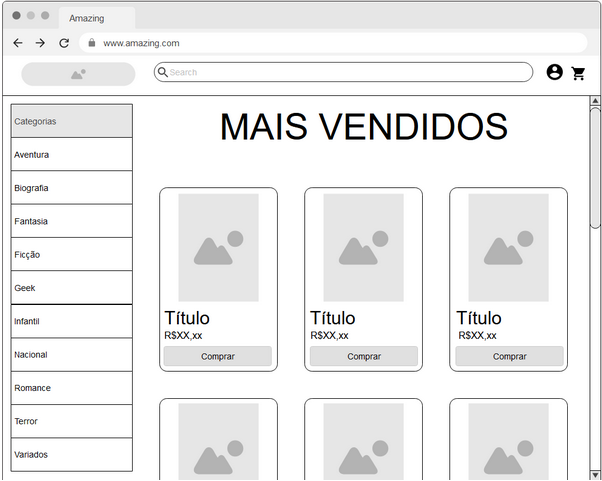 Amazing
www.amazing.com
Search
Categorias
Aventura
Biografia
Fantasia
Ficção
Geek
Infantil
Nacional
Romance
Terror
Variados
MAIS VENDIDOS
Título
R$XX,xx
Comprar
Título
R$XX,xx
Comprar
Título
R$XX,xx
Comprar